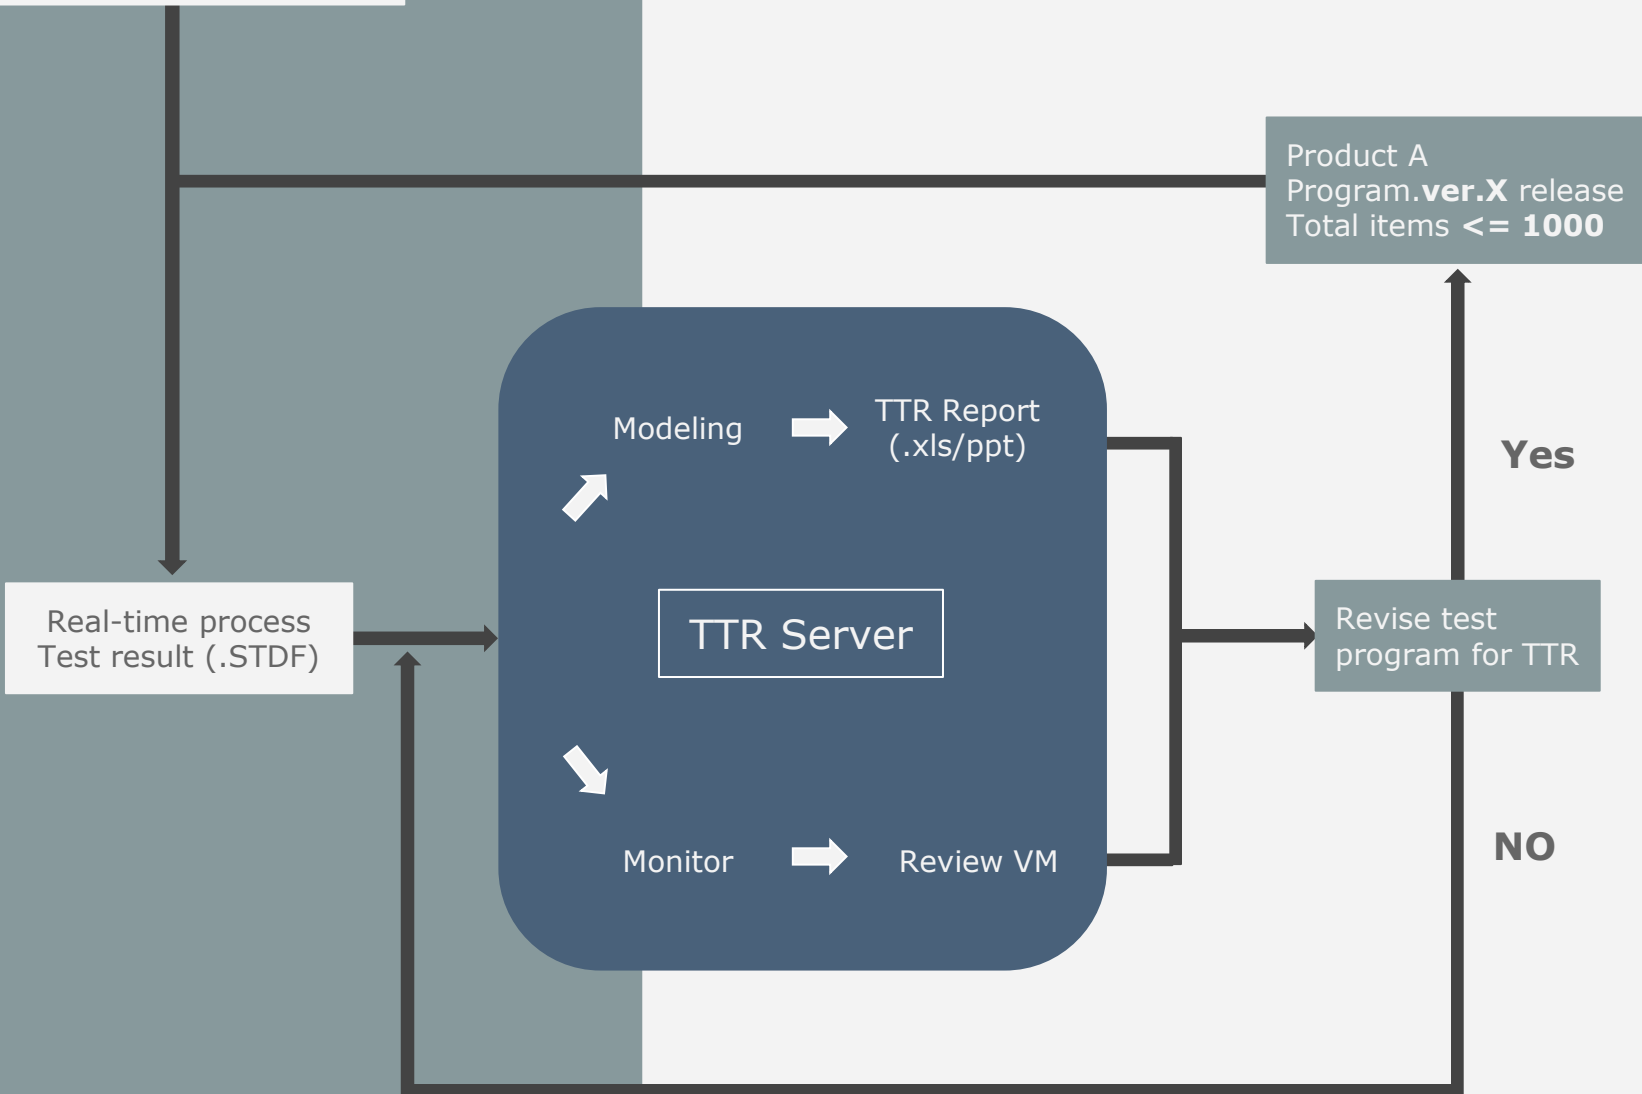 Product A
Program.ver.X release
Total items <= 1000
Modeling
TTR Report
(.xls/ppt)
Yes
Real-time process
Test result (.STDF)
TTR Server
Revise test
program for TTR
Monitor
Review VM
NO